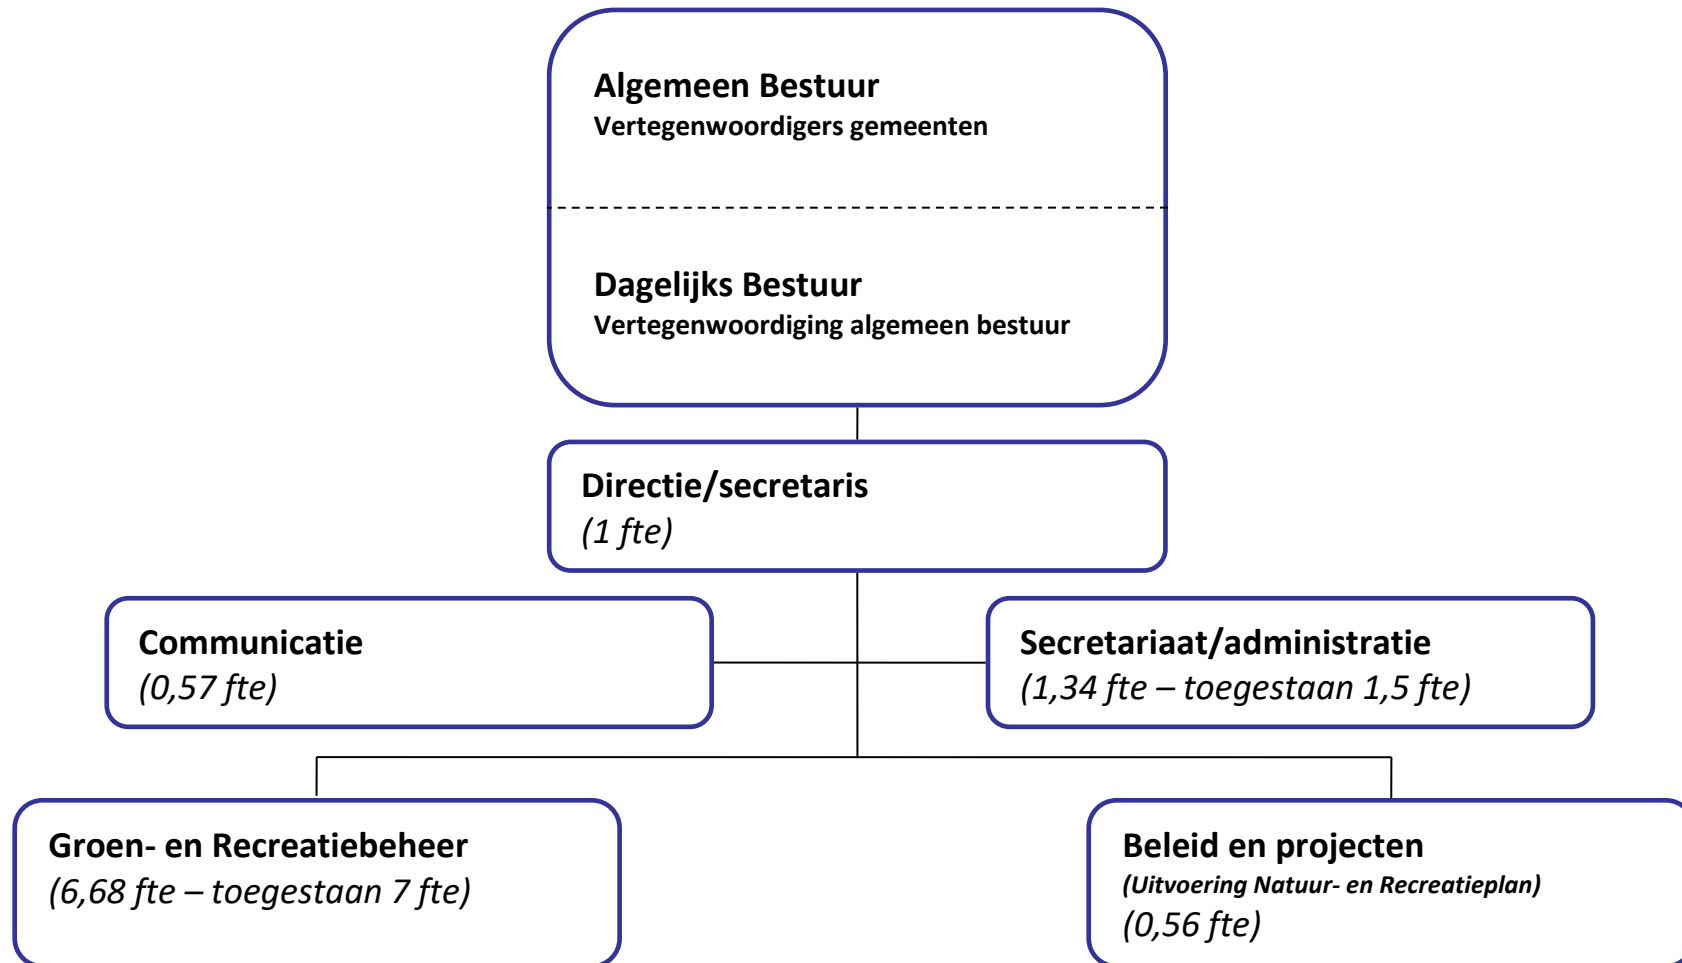 Algemeen Bestuur
Vertegenwoordigers gemeenten
Dagelijks Bestuur
Vertegenwoordiging algemeen bestuur
Directie/secretaris
(1 fte)
Communicatie
(0,57 fte)
Secretariaat/administratie
(1,34 fte – toegestaan 1,5 fte)
Groen- en Recreatiebeheer
(6,68 fte – toegestaan 7 fte)
Beleid en projecten
(Uitvoering Natuur- en Recreatieplan)
(0,56 fte)